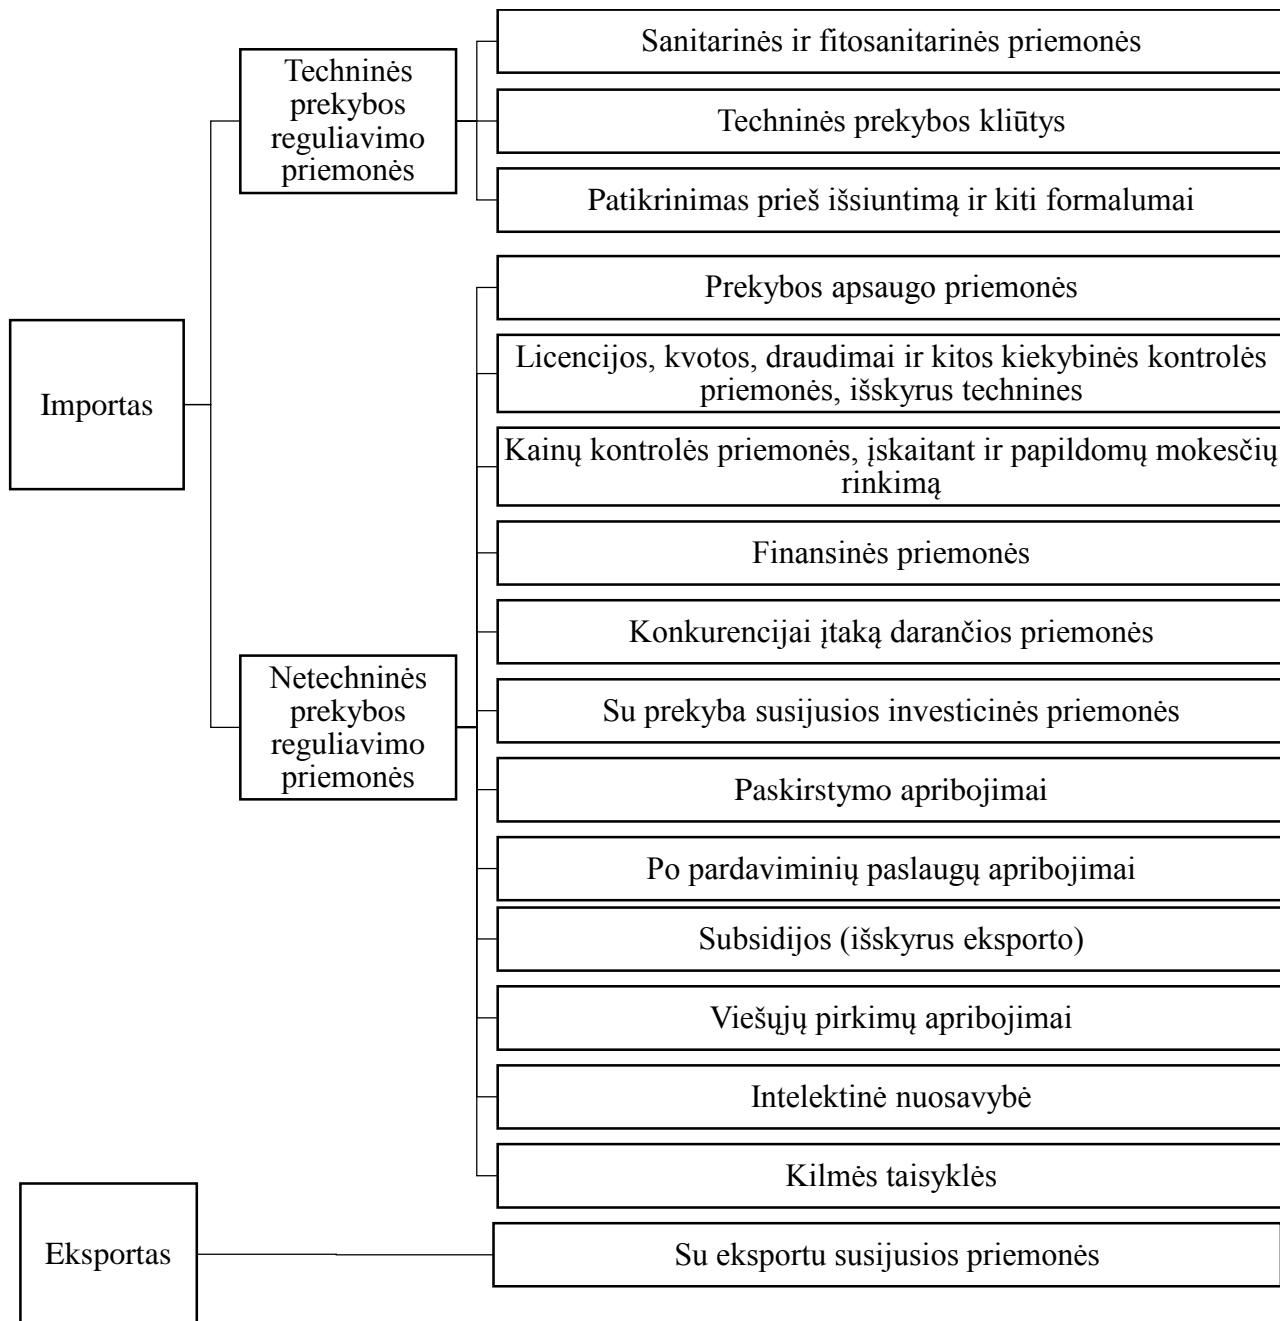 Importas
Techninės
prekybos
reguliavimo
priemonės
Sanitarinės ir fitosanitarinės priemonės
Techninės prekybos kliūtys
Patikrinimas prieš išsiuntimą ir kiti formalumai
Netechninės
prekybos
reguliavimo
priemonės
Prekybos apsaugo priemonės
Licencijos, kvotos, draudimai ir kitos kiekybinės kontrolės
priemonės, išskyrus technines
Kainų kontrolės priemonės, įskaitant ir papildomų mokesčių
rinkimą
Finansinės priemonės
Konkurencijai įtaką darančios priemonės
Su prekyba susijusios investicinės priemonės
Paskirstymo apribojimai
Po pardaviminių paslaugų apribojimai
Subsidijos (išskyrus eksporto)
Viešųjų pirkimų apribojimai
Intelektinė nuosavybė
Kilmės taisyklės
Eksportas
Su eksportu susijusios priemonės